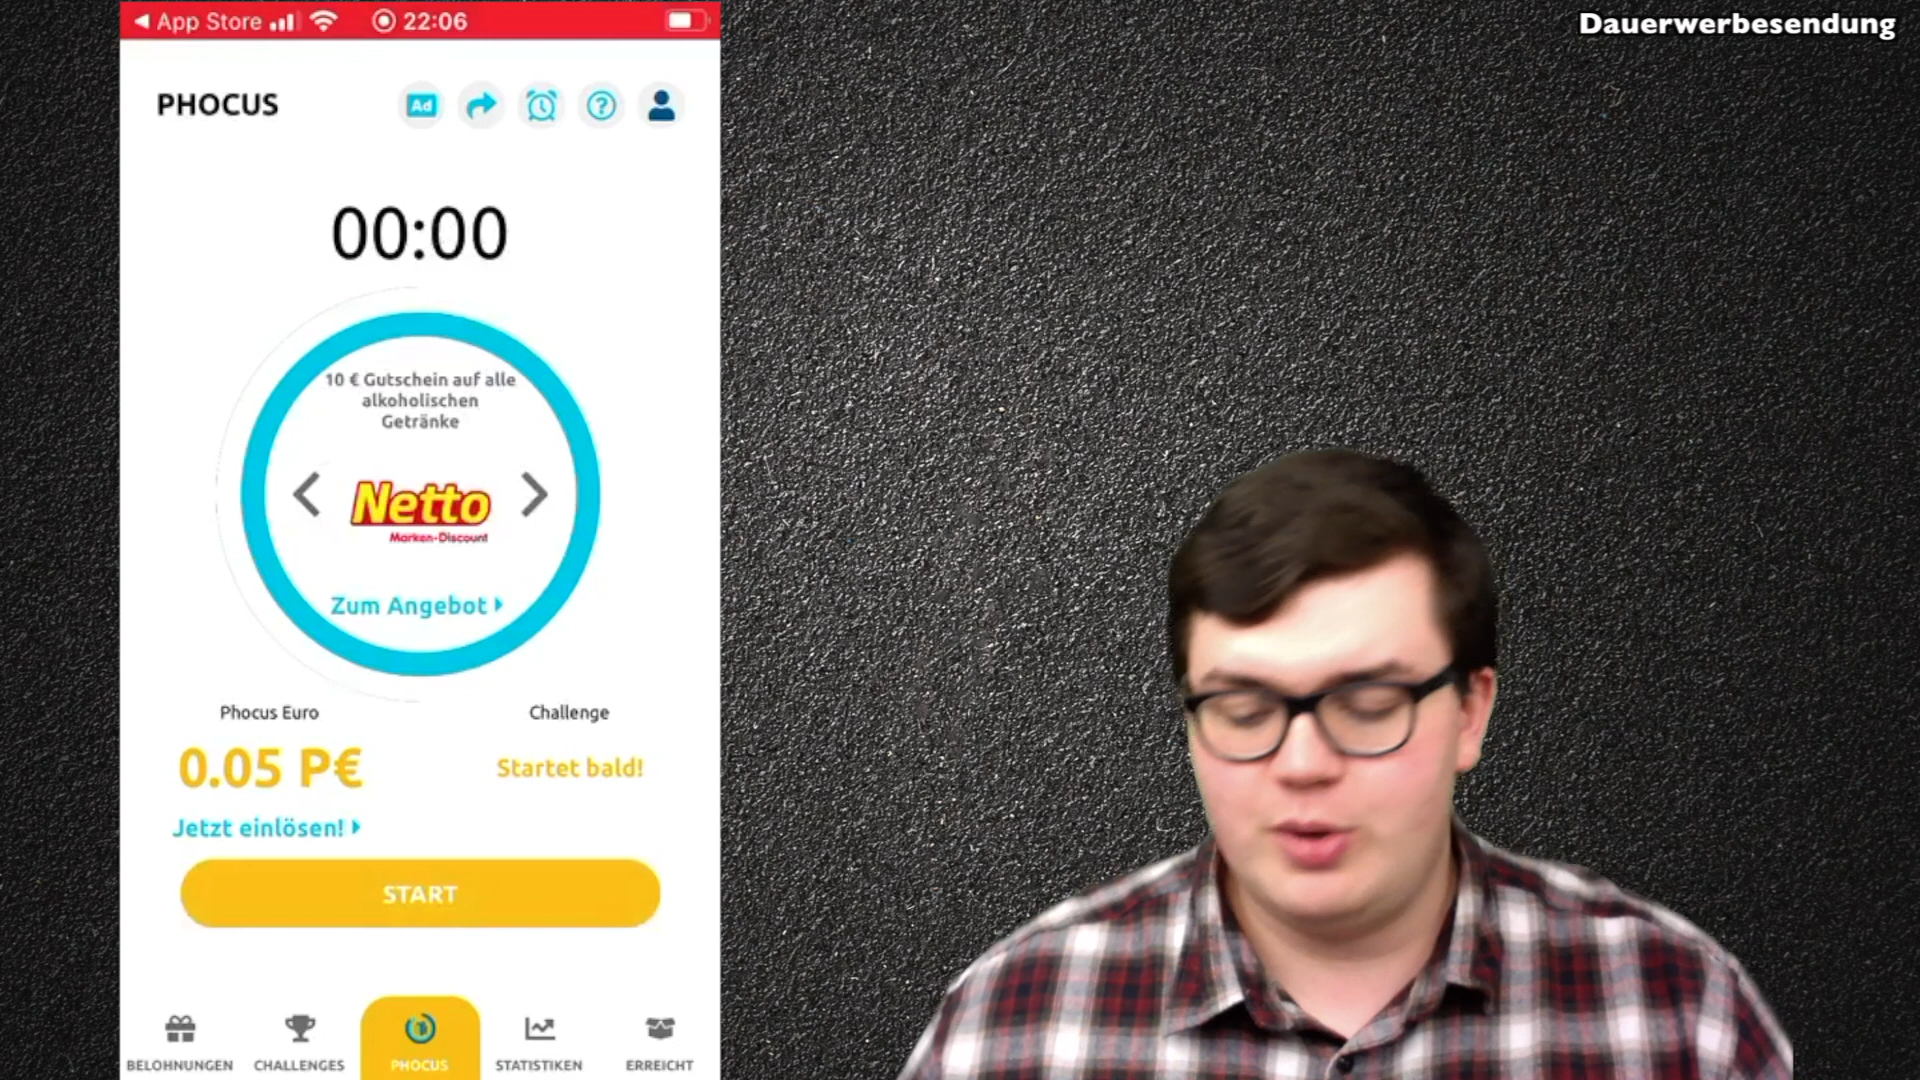 App Store
22:06
Dauerwerbesendung
PHOCUS
Ad
?
00:00
10 € Gutschein auf alle
alkoholischen
Getränke
Netto
Marken-Discount
Zum Angebot
Phocus Euro
Challenge
0.05 P€
Startet bald!
Jetzt einlösen!
START
BELOHNUNGEN
CHALLENGES
PHOCUS
STATISTIKEN
ERREICHT